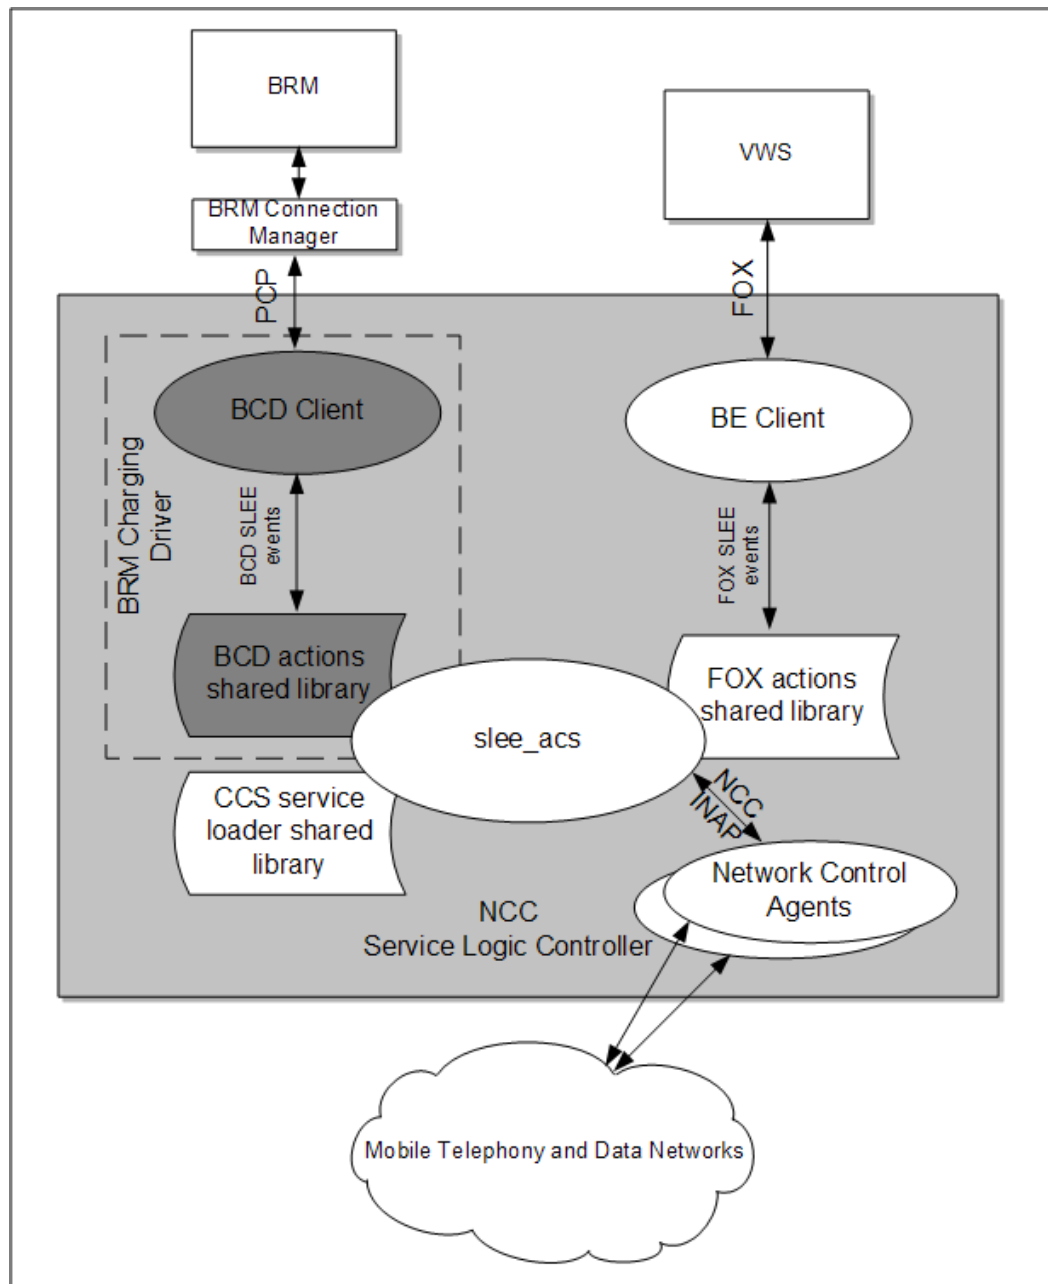 BRM
VWS
BRM Connection
Manager
PCP
FOX
BCD Client
BE Client
BRM Charging
Driver
BCD SLEE
events
FOX SLEE
events
BCD actions
shared library
FOX actions
shared library
slee_acs
CCS service
loader shared
library
NCC
INAP
Network Control
Agents
NCC
Service Logic Controller
Mobile Telephony and Data Networks